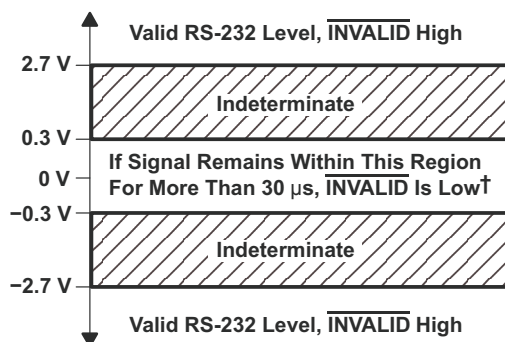 Valid RS-232 Level, INVALID High
2.7 V
Indeterminate
0.3 V
If Signal Remains Within This Region
0 V
For More Than 30 μs, INVALID Is Low†
−0.3 V
Indeterminate
−2.7 V
Valid RS-232 Level, INVALID High